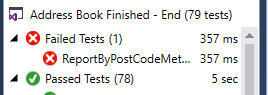 Address Book Finished - End (79 tests)
Failed Tests (1) 357 ms
ReportByPostCodeMet... 357 ms
Passed Tests (78) 5 sec